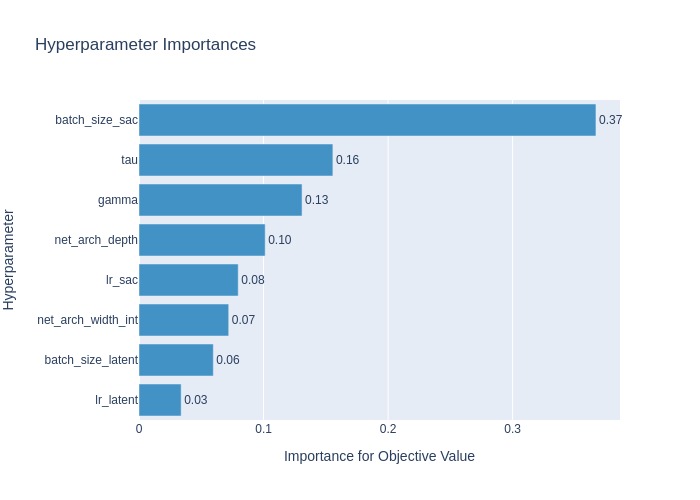 Hyperparameter Importances
Hyperparameter
batch_size_sac 0.37
tau 0.16
gamma 0.13
net_arch_depth 0.10
lr_sac 0.08
net_arch_width_int 0.07
batch_size_latent 0.06
lr_latent 0.03
0 0.1 0.2 0.3
Importance for Objective Value